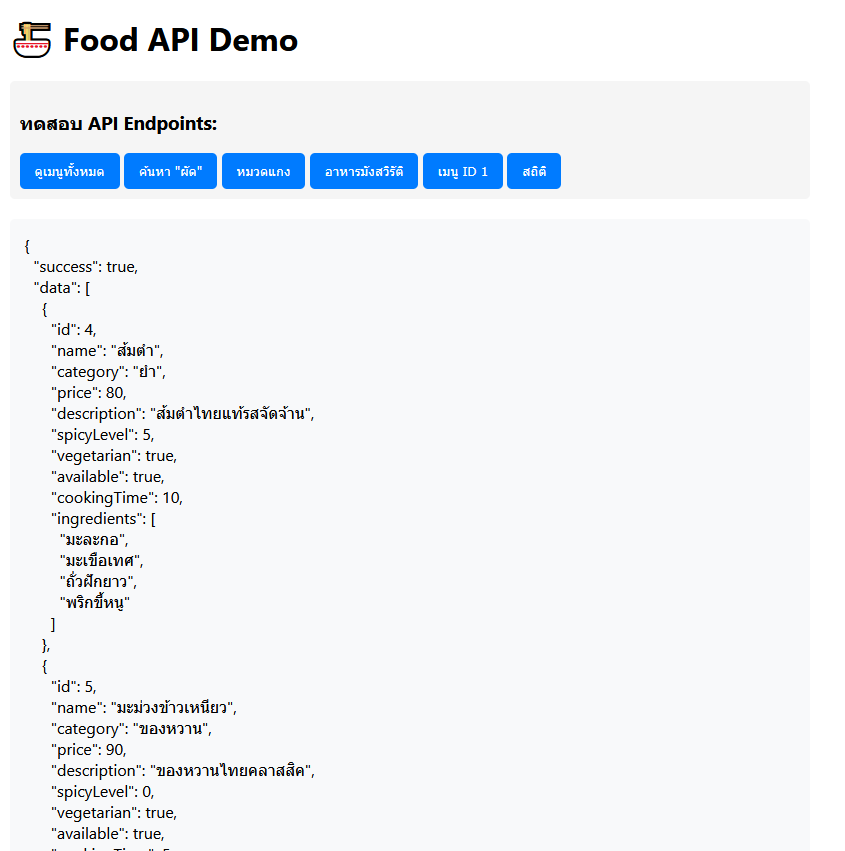 Food API Demo
ทดสอบ API Endpoints:
ดูเมนูทั้งหมด ค้นหา "ผัด" หมวดแกง อาหารมังสวิรัติ เมนู ID 1 สถิติ
{
"success": true,
"data": [
{
"id": 4,
"name": "ส้มตำ",
"category": "ยำ",
"price": 80,
"description": "ส้มตำไทยแท้รสจัดจ้าน",
"spicyLevel": 5,
"vegetarian": true,
"available": true,
"cookingTime": 10,
"ingredients": [
"มะละกอ",
"มะเขือเทศ",
"ถั่วฝักยาว",
"พริกขี้หนู"
]
},
{
"id": 5,
"name": "มะม่วงข้าวเหนียว",
"category": "ของหวาน",
"price": 90,
"description": "ของหวานไทยคลาสสิค",
"spicyLevel": 0,
"vegetarian": true,
"available": true,